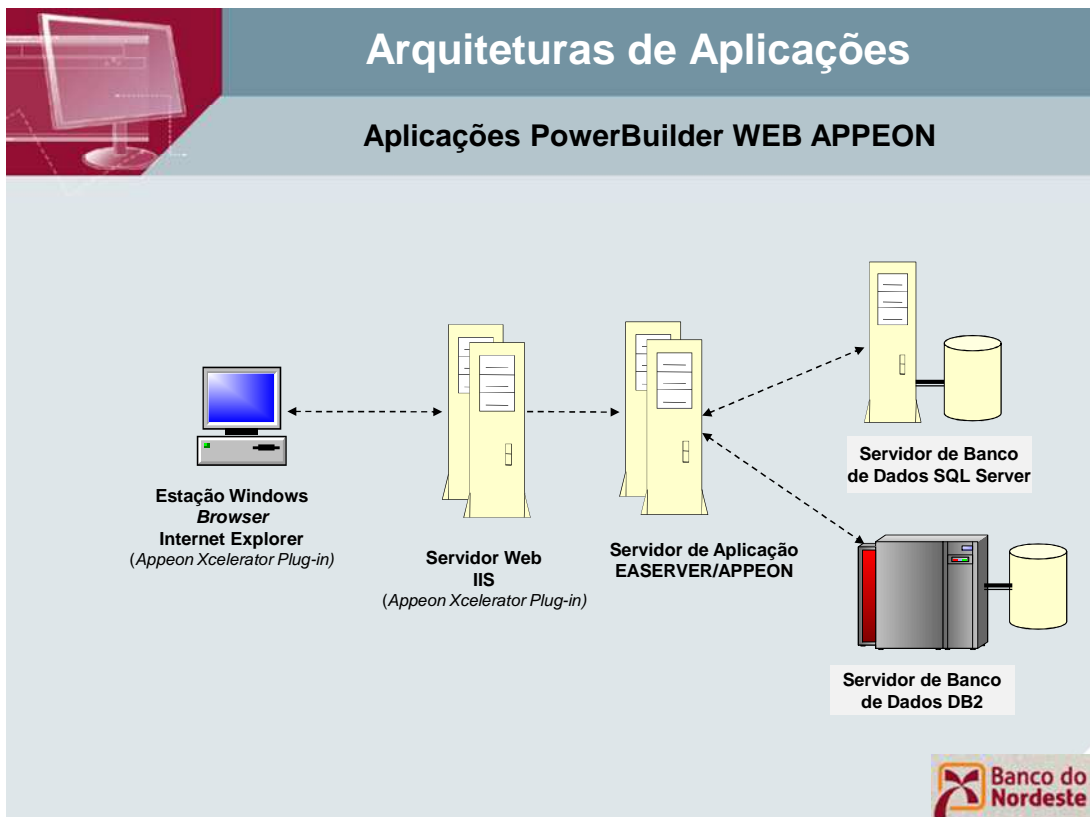 Arquiteturas de Aplicações
Aplicações PowerBuilder WEB APPEON
Estação Windows
Browser
Internet Explorer
(Appeon Xcelerator Plug-in)
Servidor Web
IIS
(Appeon Xcelerator Plug-in)
Servidor de Aplicação
EASERVER/APPEON
Servidor de Banco
de Dados SQL Server
Servidor de Banco
de Dados DB2
Banco do
Nordeste